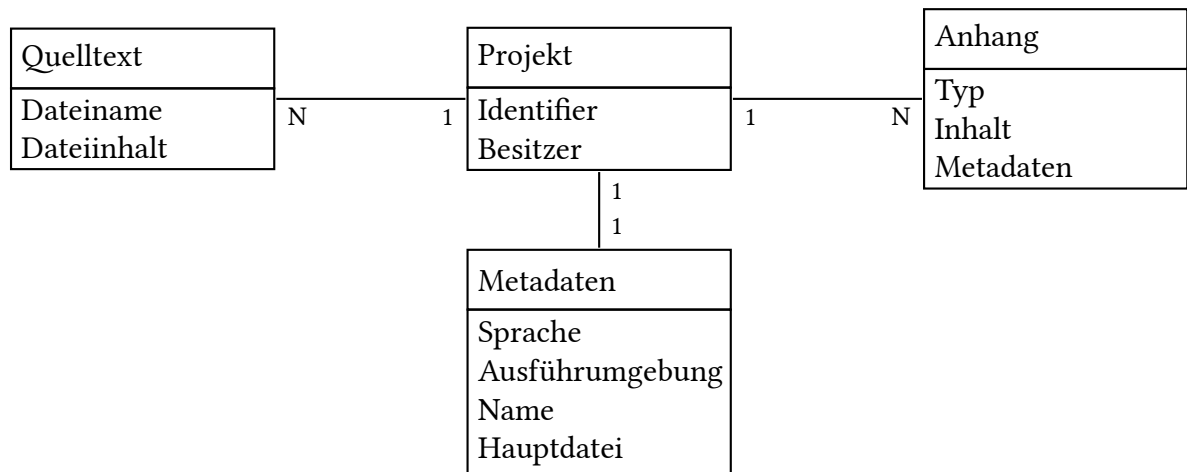 Quelltext
Dateiname
Dateiinhalt
N
1
Projekt
Identifier
Besitzer
1
N
Anhang
Typ
Inhalt
Metadaten
1
1
Metadaten
Sprache
Ausführumgebung
Name
Hauptdatei